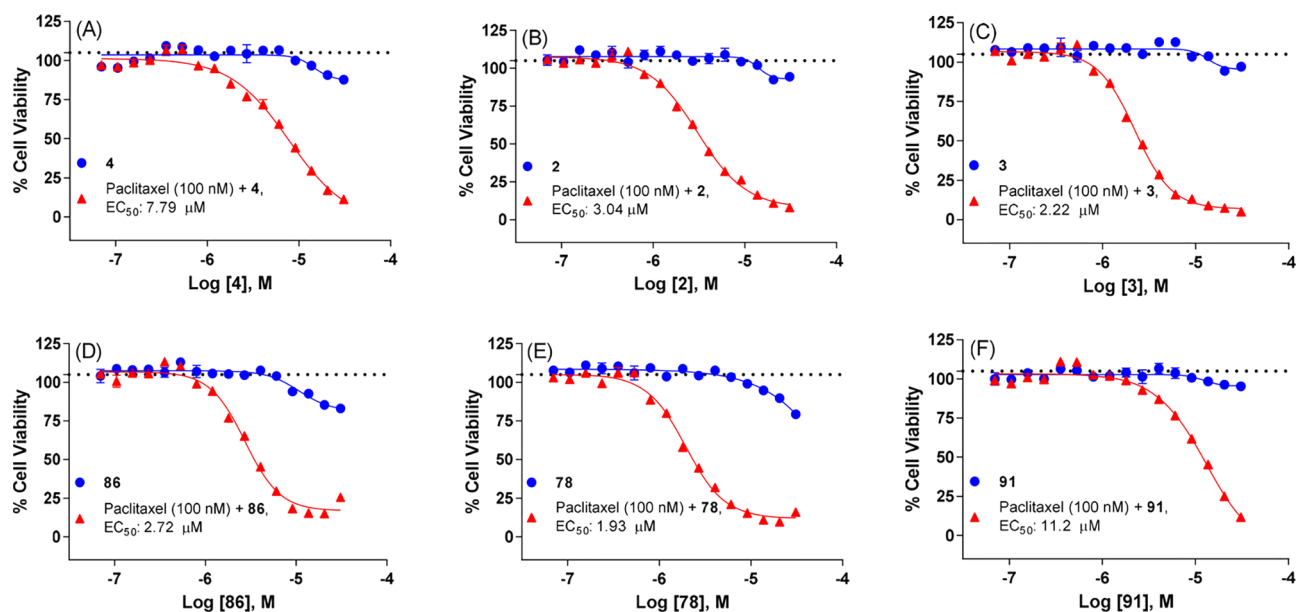 (A)
125
100
75
50
25
0
% Cell Viability
4
Paclitaxel (100 nM) + 4,
EC50: 7.79 μM
-7
-6
-5
-4
Log [4], M
(B)
125
100
75
50
25
0
% Cell Viability
2
Paclitaxel (100 nM) + 2,
EC50: 3.04 μM
-7
-6
-5
-4
Log [2], M
(C)
125
100
75
50
25
0
% Cell Viability
3
Paclitaxel (100 nM) + 3,
EC50: 2.22 μM
-7
-6
-5
-4
Log [3], M
(D)
125
100
75
50
25
0
% Cell Viability
86
Paclitaxel (100 nM) + 86,
EC50: 2.72 μM
-7
-6
-5
-4
Log [86], M
(E)
125
100
75
50
25
0
% Cell Viability
78
Paclitaxel (100 nM) + 78,
EC50: 1.93 μM
-7
-6
-5
-4
Log [78], M
(F)
125
100
75
50
25
0
% Cell Viability
91
Paclitaxel (100 nM) + 91,
EC50: 11.2 μM
-7
-6
-5
-4
Log [91], M